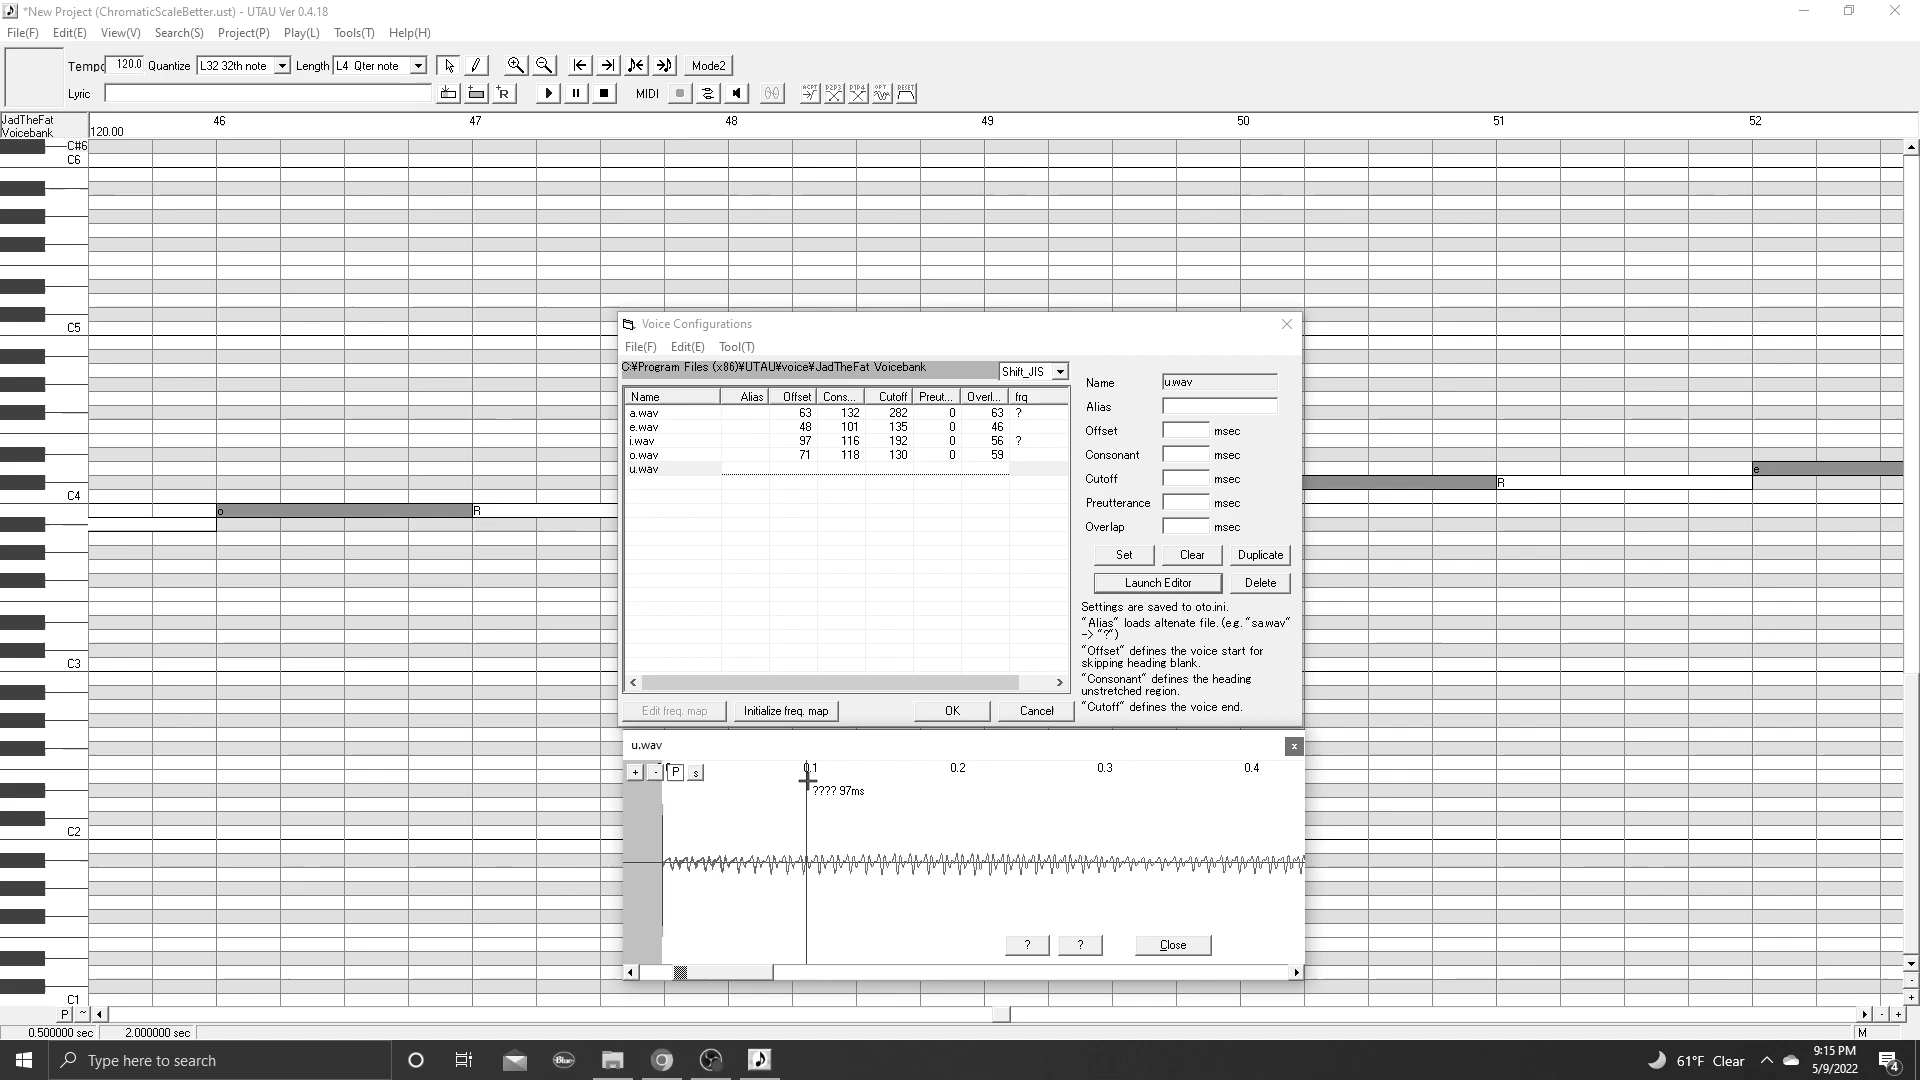 *New Project (ChromaticScaleBetter.ust) - UTAU Ver 0.4.18
File(F) Edit(E) View(V) Search(S) Project(P) Play(L) Tools(T) Help(H)
Tempo 120.0 Quantize L32 32th note Length L4 Qter note Mode2
Lyric MIDI ACPT P2P3 P1P4 OPT RESET
JadTheFat
Voicebank
120.00 46 47 48 49 50 51 52
C#6
C6
C5
Voice Configurations
File(F) Edit(E) Tool(T)
C:¥Program Files (x86)¥UTAU¥voice¥JadTheFat Voicebank Shift_JIS
Name Alias Offset Cons... Cutoff Preut... Overl... frq
a.wav 63 132 282 0 63 ?
e.wav 48 101 135 0 46
i.wav 97 116 192 0 56 ?
o.wav 71 118 130 0 59
u.wav
Name u.wav
Alias
Offset msec
Consonant msec
Cutoff msec
Preutterance msec
Overlap msec
Set Clear Duplicate
Launch Editor Delete
Settings are saved to oto.ini.
"Alias" loads altenate file. (e.g. "sa.wav"
-> "?")
"Offset" defines the voice start for
skipping heading blank.
"Consonant" defines the heading
unstretched region.
"Cutoff" defines the voice end.
Edit freq. map Initialize freq. map OK Cancel
e
C4
R
o R
C3
u.wav x
+ - P s 0.1 0.2 0.3 0.4
???? 97ms
? ? Close
C2
C1
P ~ - +
0.500000 sec 2.000000 sec M
Type here to search
Blue
61°F Clear
9:15 PM
5/9/2022
4